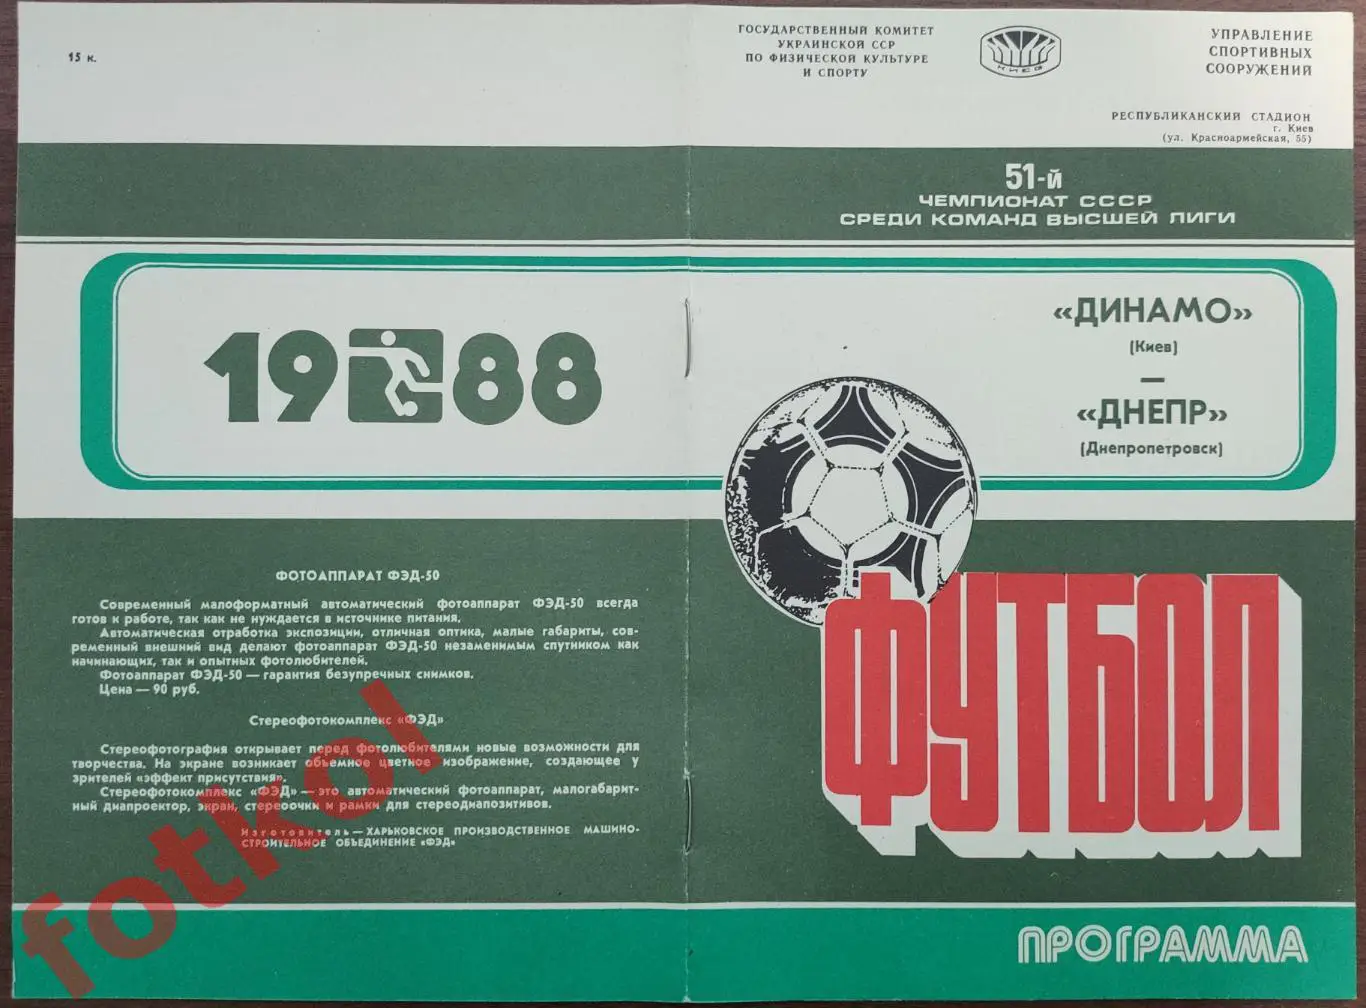 15 к.
1988
ФОТОАППАРАТ ФЭД-50
Современный малоформатный автоматический фотоаппарат ФЭД-50 всегда
готов к работе, так как не нуждается в источнике питания.
Автоматическая отработка экспозиции, отличная оптика, малые габариты, сов-
ременный внешний вид делают фотоаппарат ФЭД-50 незаменимым спутником как
начинающих, так и опытных фотолюбителей.
Фотоаппарат ФЭД-50 — гарантия безупречных снимков.
Цена — 90 руб.
Стереофотокомплекс «ФЭД»
Стереофотография открывает перед фотолюбителями новые возможности для
творчества. На экране возникает объемное цветное изображение, создающее у
зрителей «эффект присутствия».
Стереофотокомплекс «ФЭД» — это автоматический фотоаппарат, малогабарит-
ный диапроектор, экран, стереоочки и рамки для стереодиапозитивов.
Изготовитель — ХАРЬКОВСКОЕ ПРОИЗВОДСТВЕННОЕ МАШИНО-
СТРОИТЕЛЬНОЕ ОБЪЕДИНЕНИЕ «ФЭД»
fotkol
ГОСУДАРСТВЕННЫЙ КОМИТЕТ
УКРАИНСКОЙ ССР
ПО ФИЗИЧЕСКОЙ КУЛЬТУРЕ
И СПОРТУ
КИЕВ
УПРАВЛЕНИЕ
СПОРТИВНЫХ
СООРУЖЕНИЙ
РЕСПУБЛИКАНСКИЙ СТАДИОН
г. Киев
(ул. Красноармейская, 55)
51-й
ЧЕМПИОНАТ СССР
СРЕДИ КОМАНД ВЫСШЕЙ ЛИГИ
«ДИНАМО»
(Киев)
—
«ДНЕПР»
(Днепропетровск)
ФУТБОЛ
ПРОГРАММА